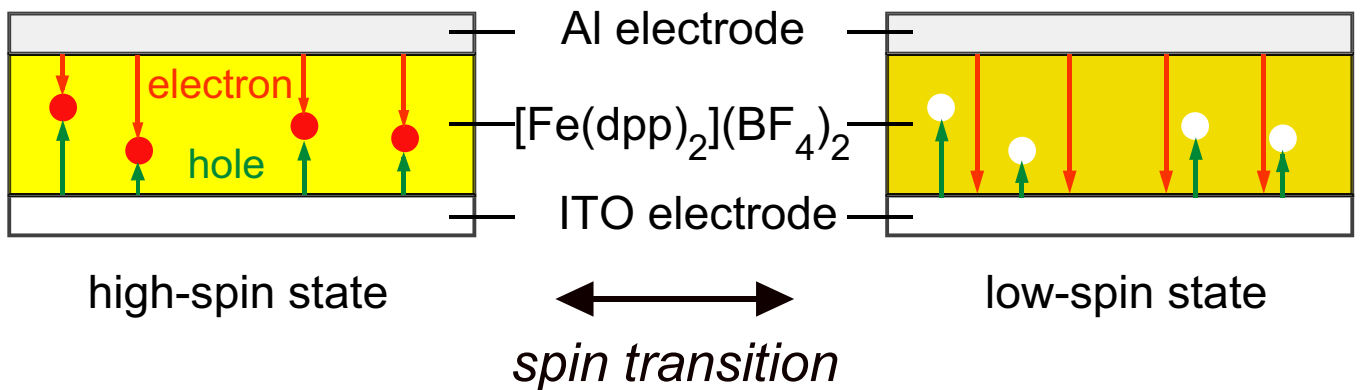 Al electrode
electron
[Fe(dpp)2](BF4)2
hole
ITO electrode
high-spin state
low-spin state
spin transition